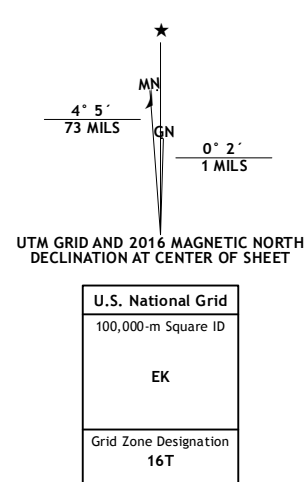 ★
MN
4° 5´
73 MILS
GN
0° 2´
1 MILS
UTM GRID AND 2016 MAGNETIC NORTH
DECLINATION AT CENTER OF SHEET
U.S. National Grid
100,000-m Square ID
EK
Grid Zone Designation
16T